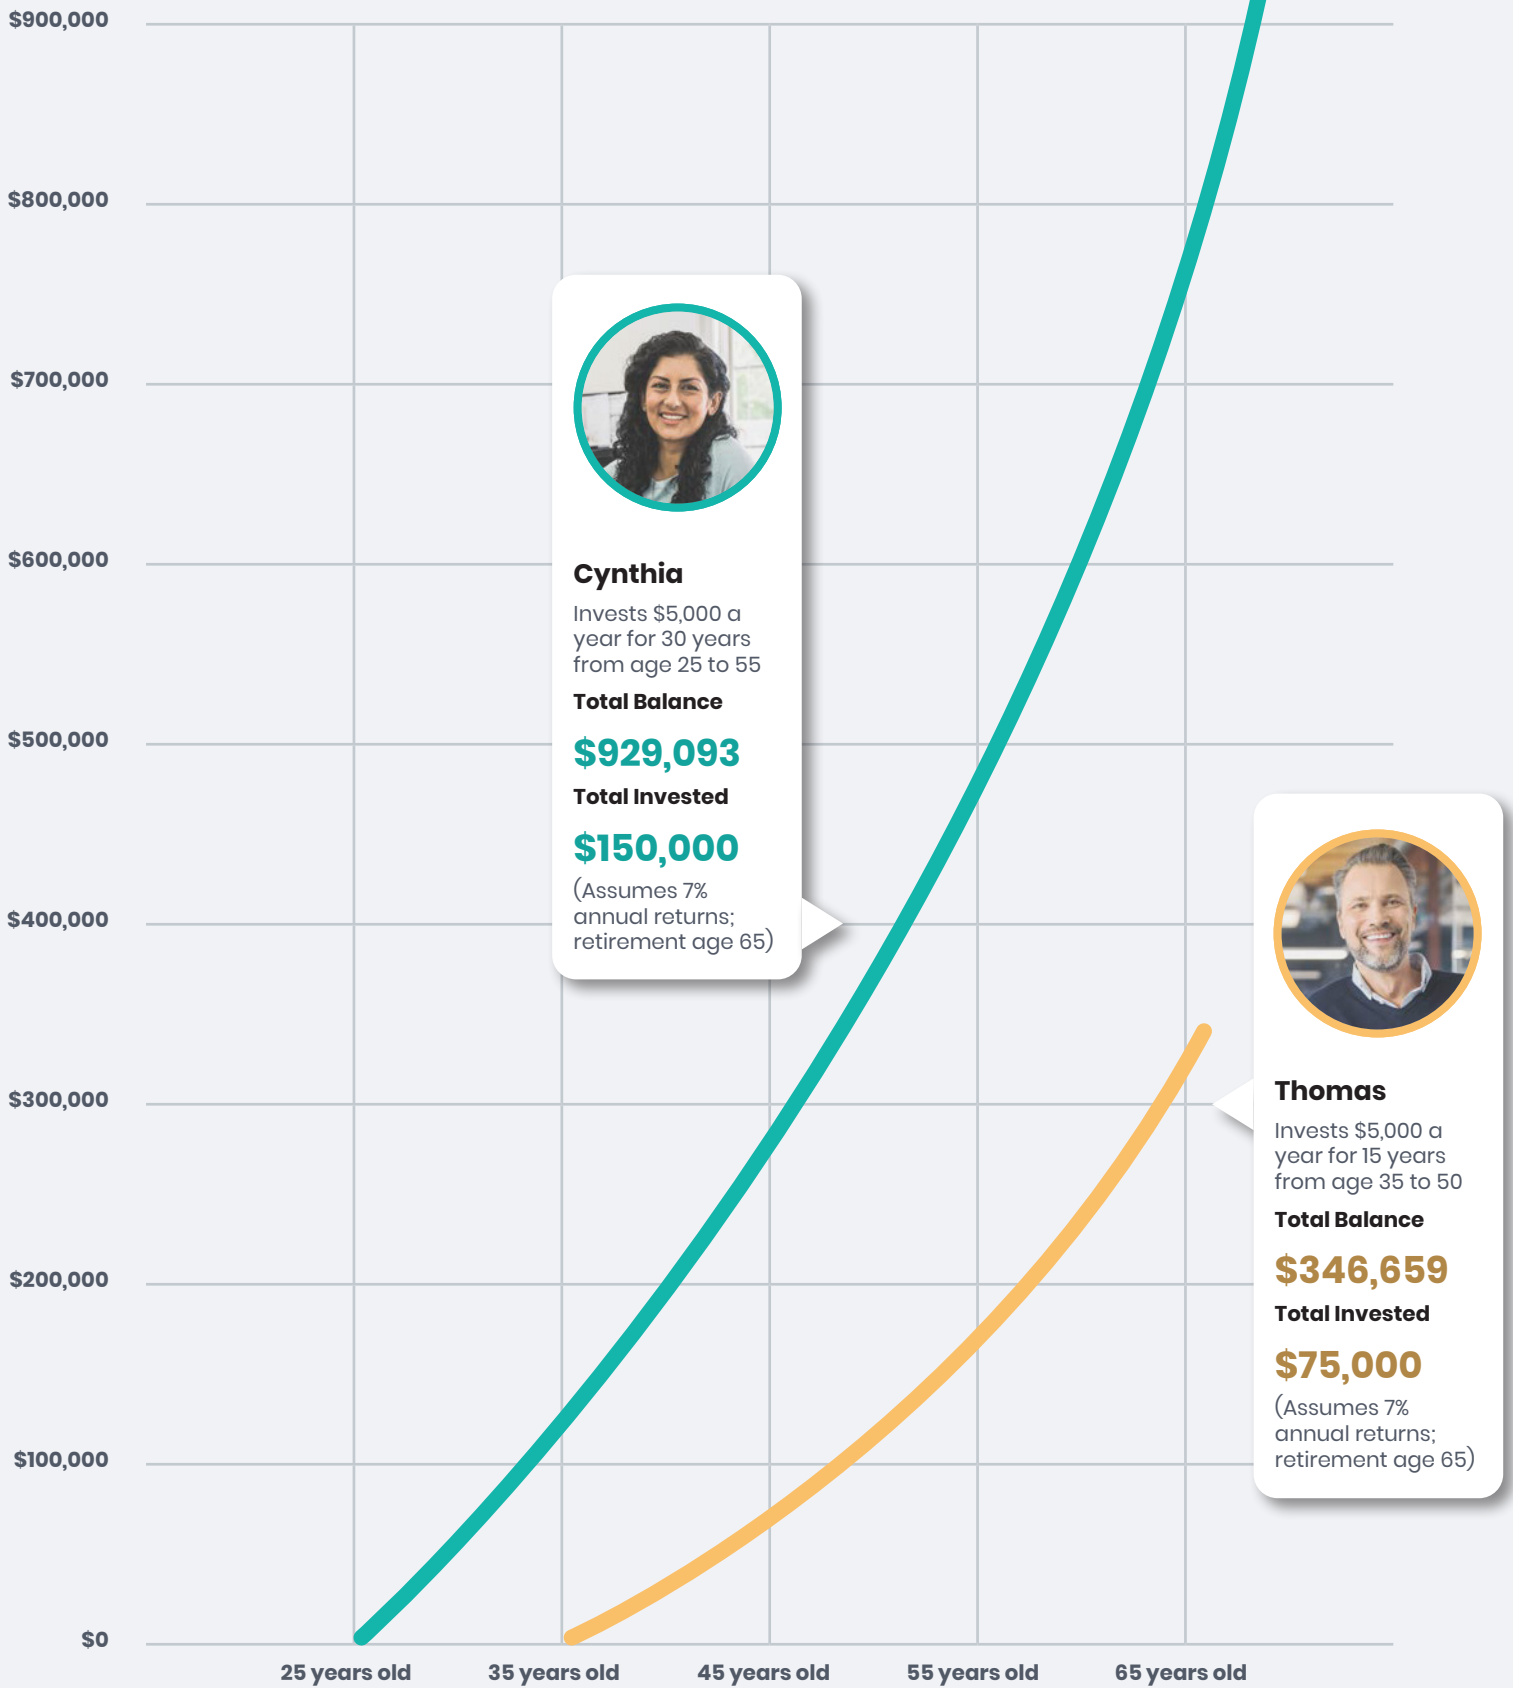 $900,000
$800,000
$700,000
$600,000
$500,000
$400,000
$300,000
$200,000
$100,000
$0
Cynthia
Invests $5,000 a
year for 30 years
from age 25 to 55
Total Balance
$929,093
Total Invested
$150,000
(Assumes 7%
annual returns;
retirement age 65)
Thomas
Invests $5,000 a
year for 15 years
from age 35 to 50
Total Balance
$346,659
Total Invested
$75,000
(Assumes 7%
annual returns;
retirement age 65)
25 years old
35 years old
45 years old
55 years old
65 years old